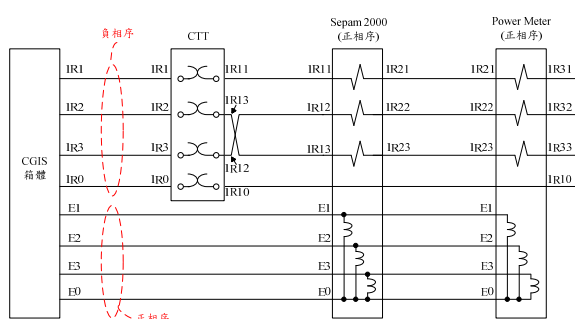 負相序
CTT
Sepam 2000
(正相序)
Power Meter
(正相序)
IR1
IR1
IR11
IR11
IR21
IR21
IR31
IR2
IR2
IR13
IR12
IR22
IR22
IR32
IR3
IR3
IR12
IR13
IR23
IR23
IR33
IR0
IR0
IR10
IR10
CGIS
箱體
E1
E1
E1
E2
E2
E2
E3
E3
E3
E0
E0
E0
正相序